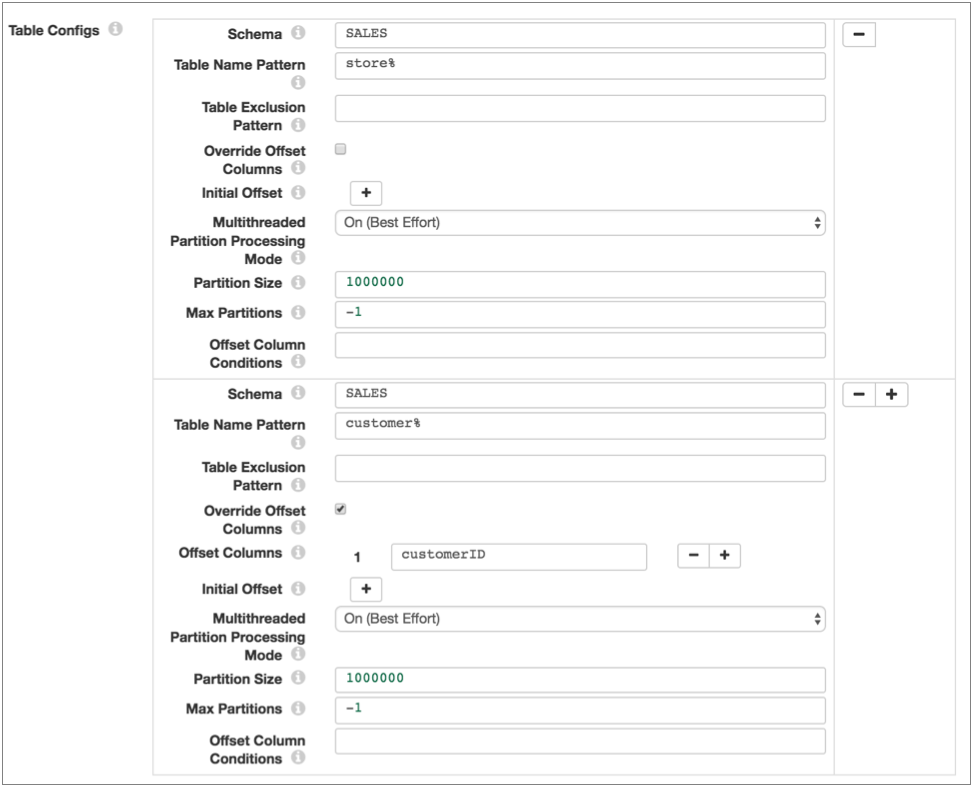 Table Configs
Schema SALES
Table Name Pattern store%
Table Exclusion
Pattern
Override Offset
Columns
Initial Offset +
Multithreaded On (Best Effort)
Partition Processing
Mode
Partition Size 1000000
Max Partitions -1
Offset Column
Conditions
Schema SALES
Table Name Pattern customer%
Table Exclusion
Pattern
Override Offset
Columns
Offset Columns 1 customerID - +
Initial Offset +
Multithreaded On (Best Effort)
Partition Processing
Mode
Partition Size 1000000
Max Partitions -1
Offset Column
Conditions